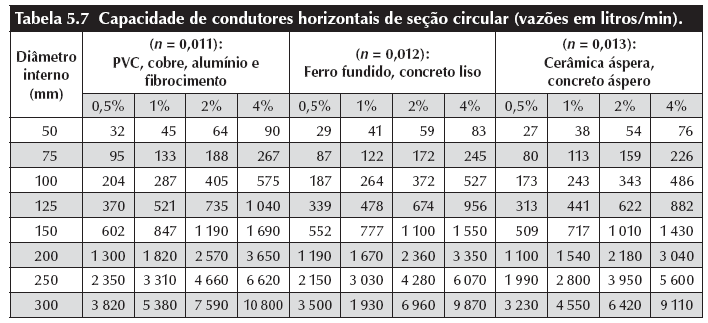 Tabela 5.7 Capacidade de condutores horizontais de seção circular (vazões em litros/min).
Diâmetro interno (mm)
(n = 0,011): PVC, cobre, alumínio e fibrocimento
(n = 0,012): Ferro fundido, concreto liso
(n = 0,013): Cerâmica áspera, concreto áspero
0,5% 1% 2% 4% 0,5% 1% 2% 4% 0,5% 1% 2% 4%
50 32 45 64 90 29 41 59 83 27 38 54 76
75 95 133 188 267 87 122 172 245 80 113 159 226
100 204 287 405 575 187 264 372 527 173 243 343 486
125 370 521 735 1 040 339 478 674 956 313 441 622 882
150 602 847 1 190 1 690 552 777 1 100 1 550 509 717 1 010 1 430
200 1 300 1 820 2 570 3 650 1 190 1 670 2 360 3 350 1 100 1 540 2 180 3 040
250 2 350 3 310 4 660 6 620 2 150 3 030 4 280 6 070 1 990 2 800 3 950 5 600
300 3 820 5 380 7 590 10 800 3 500 1 930 6 960 9 870 3 230 4 550 6 420 9 110